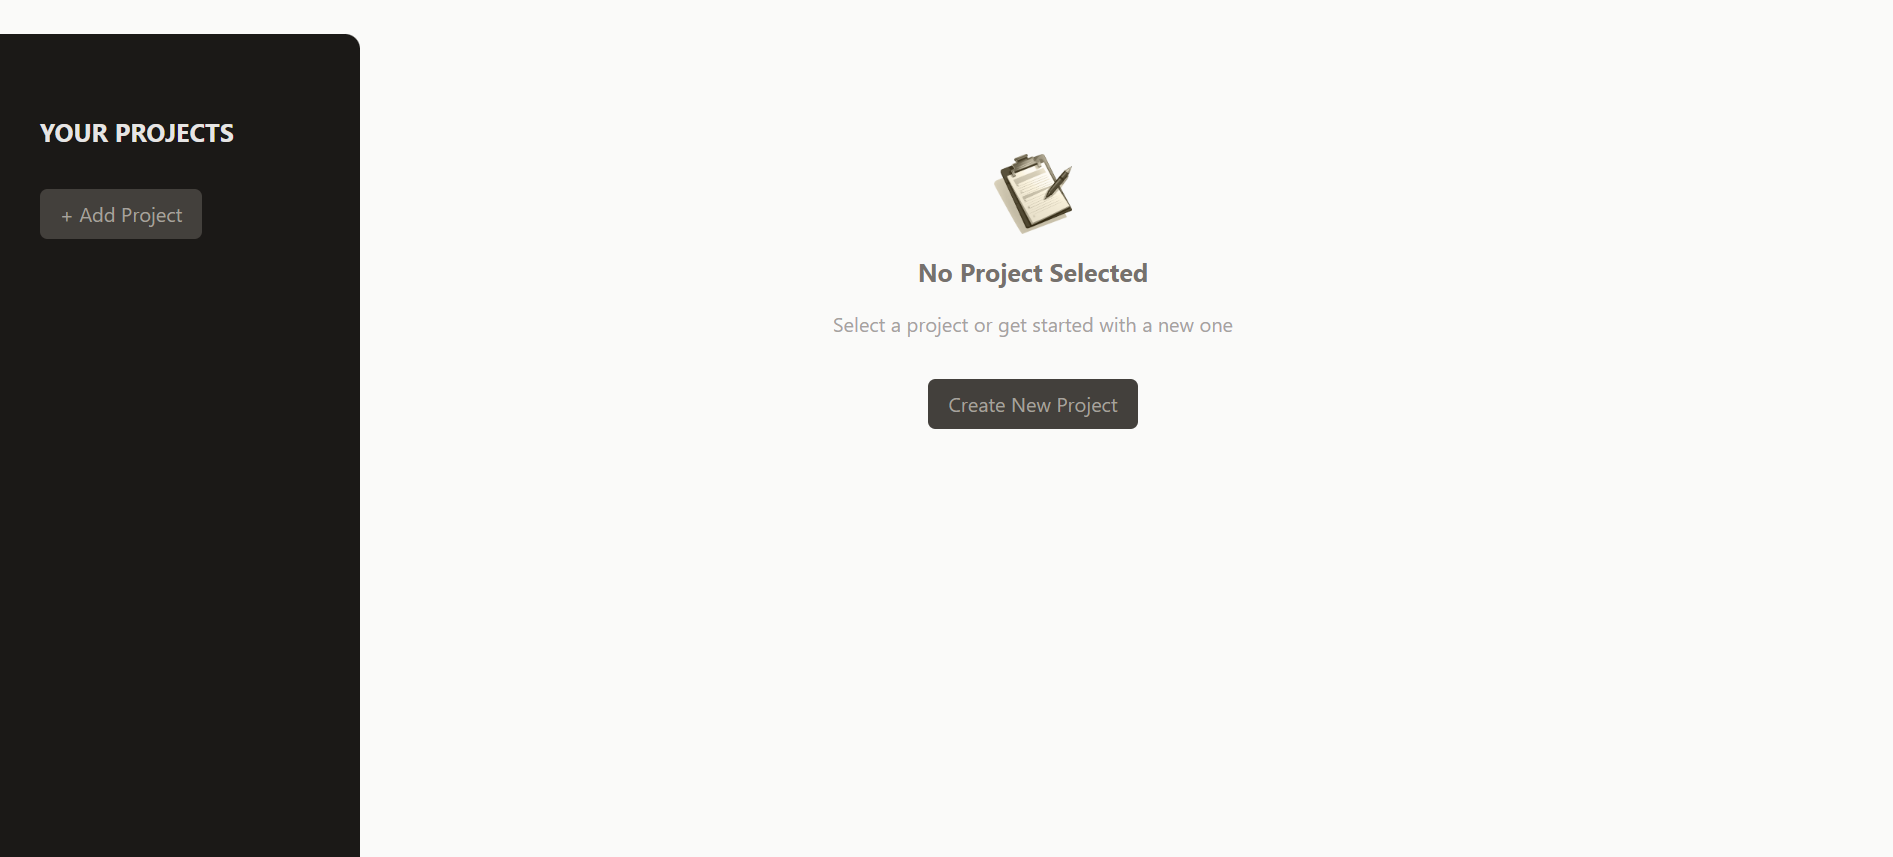 YOUR PROJECTS
+ Add Project
No Project Selected
Select a project or get started with a new one
Create New Project